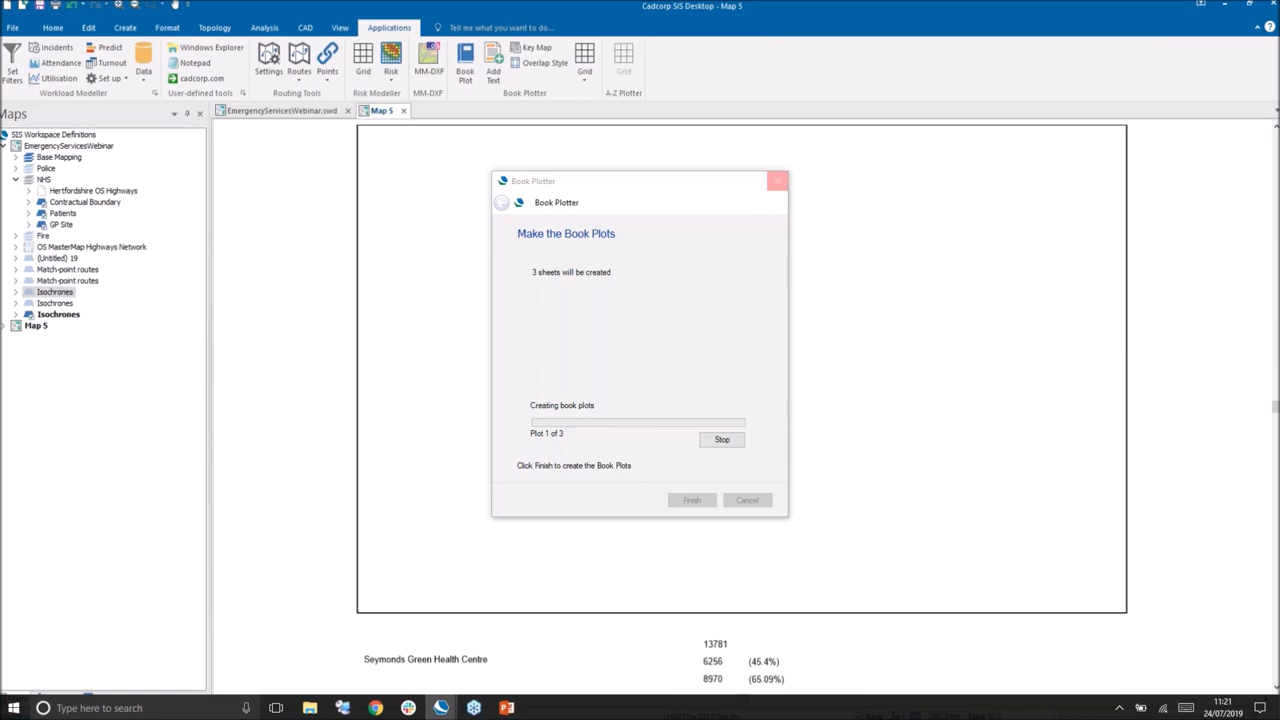 Cadcorp SIS Desktop - Map 5
File Home Edit Create Format Topology Analysis CAD View Applications Tell me what you want to do...
Set Filters
Incidents
Attendance
Utilisation
Predict
Turnout
Set up
Data
Workload Modeller
Windows Explorer
Notepad
cadcorp.com
User-defined tools
Settings
Routes
Points
Routing Tools
Grid
Risk
Risk Modeller
MM-DXF
MM-DXF
Book Plot
Add Text
Key Map
Overlay Style
Grid
Book Plotter
Grid
A-Z Plotter
Maps
EmergencyServicesWebinar.swd
Map 5
SIS Workspace Definitions
EmergencyServicesWebinar
Base Mapping
Police
NHS
Hertfordshire OS Highways
Contractual Boundary
Patients
GP Site
Fire
OS MasterMap Highways Network
(Untitled) 19
Match-point routes
Match-point routes
Isochrones
Isochrones
Isochrones
Map 5
Book Plotter
Book Plotter
Make the Book Plots
3 sheets will be created
Creating book plots
Plot 1 of 3
Stop
Click Finish to create the Book Plots
Finish Cancel
13781
Seymonds Green Health Centre
6256 (45.4%)
8970 (65.09%)
Type here to search
11:21
24/07/2019